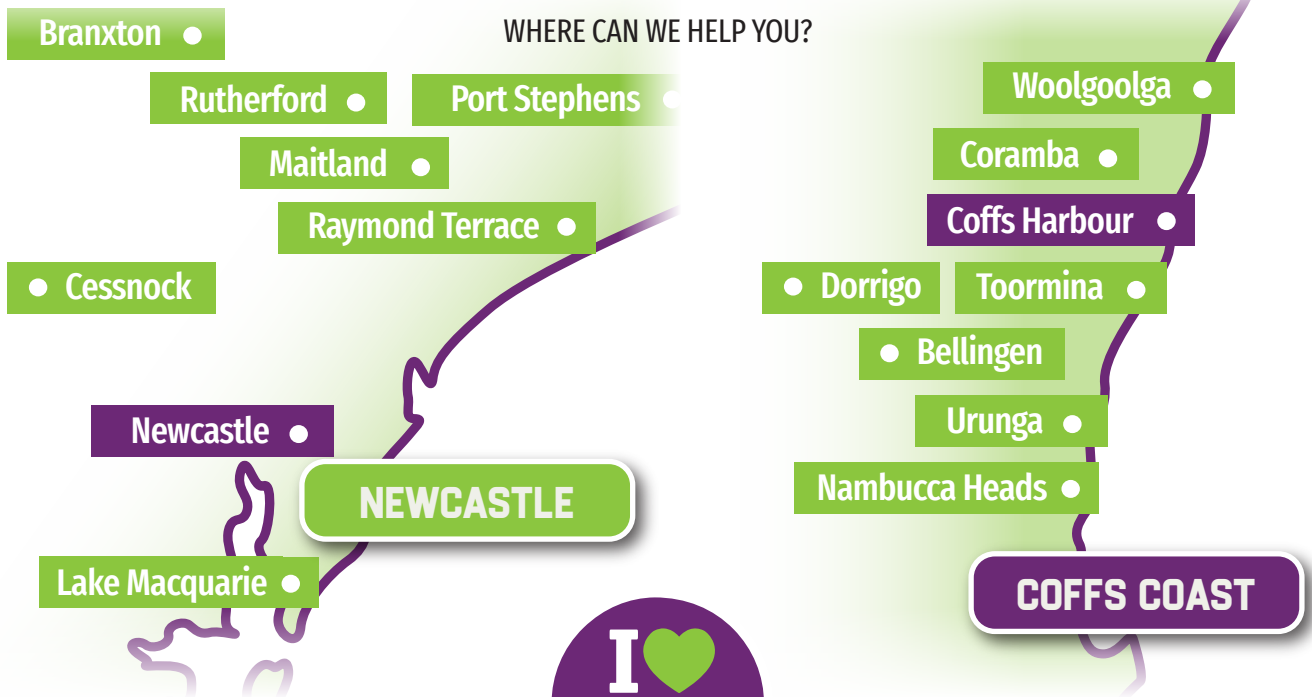 WHERE CAN WE HELP YOU?
Branxton
Rutherford
Port Stephens
Maitland
Raymond Terrace
Cessnock
Newcastle
NEWCASTLE
Lake Macquarie
Woolgoolga
Coramba
Coffs Harbour
Dorrigo
Toormina
Bellingen
Urunga
Nambucca Heads
COFFS COAST
I